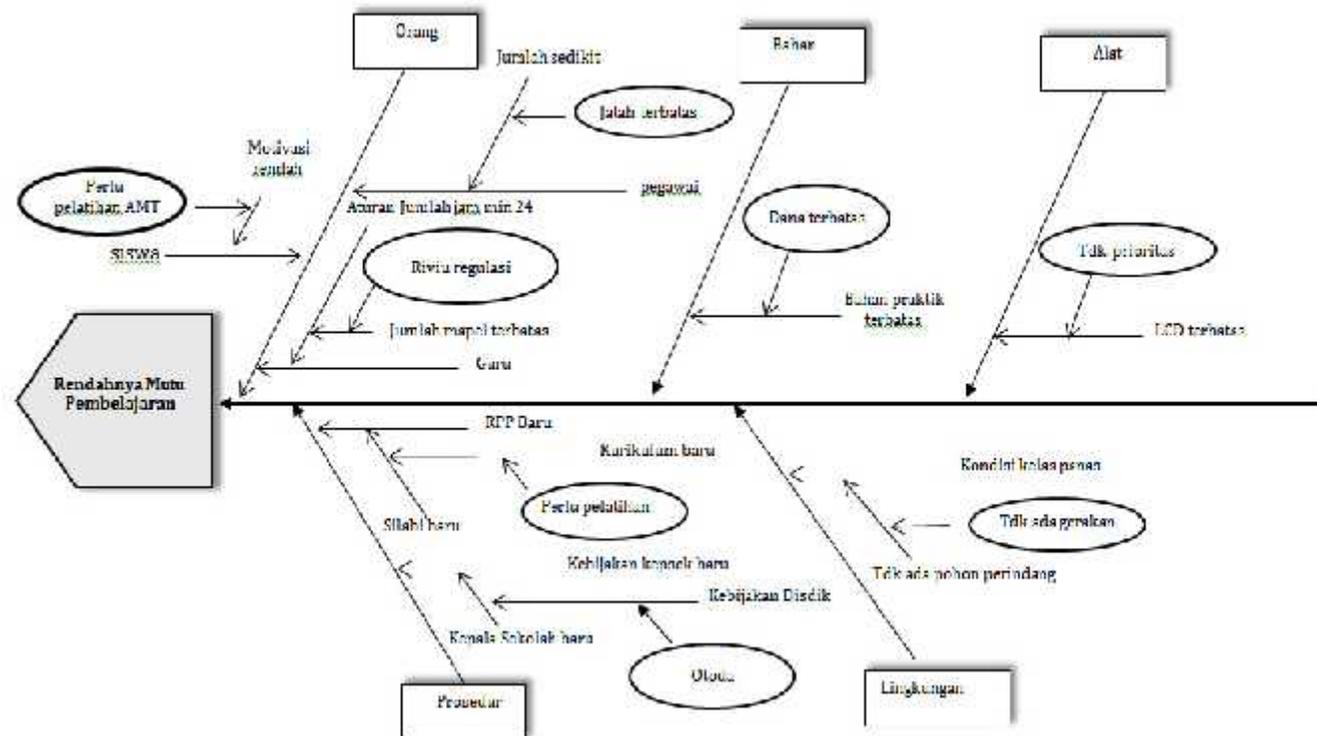 Orang
Bahan
Alat
Jumlah sedikit
Jatah terbatas
Motivasi
rendah
Perlu
pelatihan AMT
pegawai
Aturan Jumlah jam min 24
Dana terbatas
siswa
Riviu regulasi
Tdk prioritas
Bahan praktik
terbatas
Jumlah mapel terbatas
LCD terbatas
Guru
Rendahnya Mutu
Pembelajaran
RPP Baru
Kurikulum baru
Kondisi kelas panas
Perlu pelatihan
Tdk ada gerakan
Silabi baru
Kebijakan kepsek baru
Tdk ada pohon perindang
Kebijakan Disdik
Kepala Sekolah baru
Otoda
Lingkungan
Prosedur